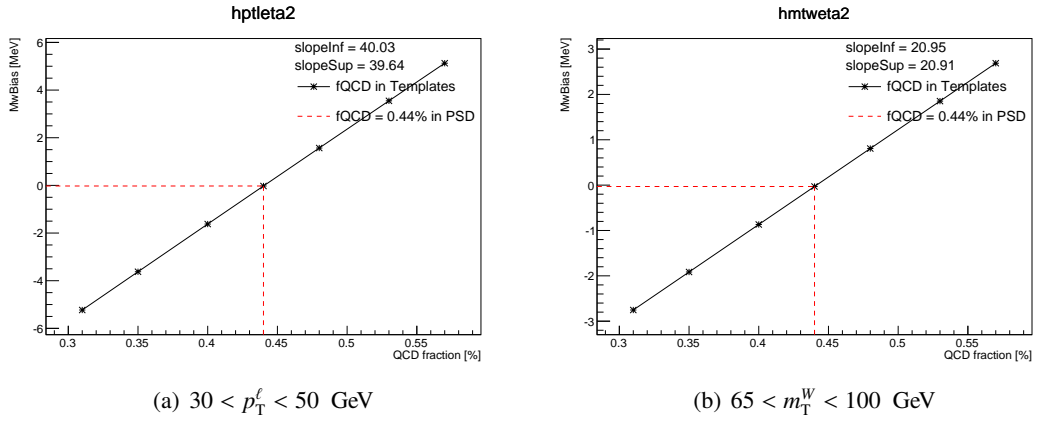 hptleta2
MwBias [MeV]
6
4
2
0
-2
-4
-6
slopeInf = 40.03
slopeSup = 39.64
fQCD in Templates
fQCD = 0.44% in PSD
0.3 0.35 0.4 0.45 0.5 0.55
QCD fraction [%]
(a) 30 < p_T^ℓ < 50 GeV
hmtweta2
MwBias [MeV]
3
2
1
0
-1
-2
-3
slopeInf = 20.95
slopeSup = 20.91
fQCD in Templates
fQCD = 0.44% in PSD
0.3 0.35 0.4 0.45 0.5 0.55
QCD fraction [%]
(b) 65 < m_T^W < 100 GeV